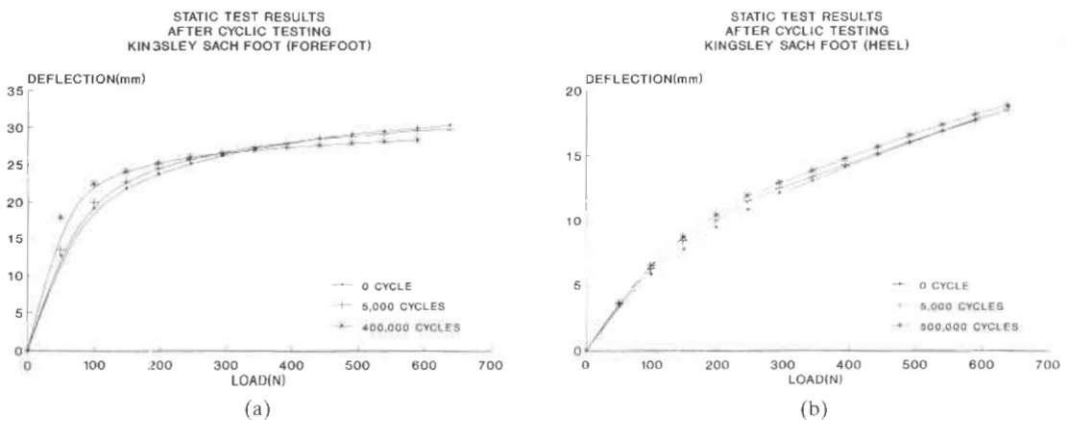 STATIC TEST RESULTS
AFTER CYCLIC TESTING
KINGSLEY SACH FOOT (FOREFOOT)
DEFLECTION(mm)
35
30
25
20
15
10
5
0
0 100 200 300 400 500 600 700
LOAD(N)
0 CYCLE
5,000 CYCLES
400,000 CYCLES
(a)
STATIC TEST RESULTS
AFTER CYCLIC TESTING
KINGSLEY SACH FOOT (HEEL)
DEFLECTION(mm)
20
15
10
5
0
0 100 200 300 400 500 600 700
LOAD(N)
0 CYCLE
5,000 CYCLES
500,000 CYCLES
(b)